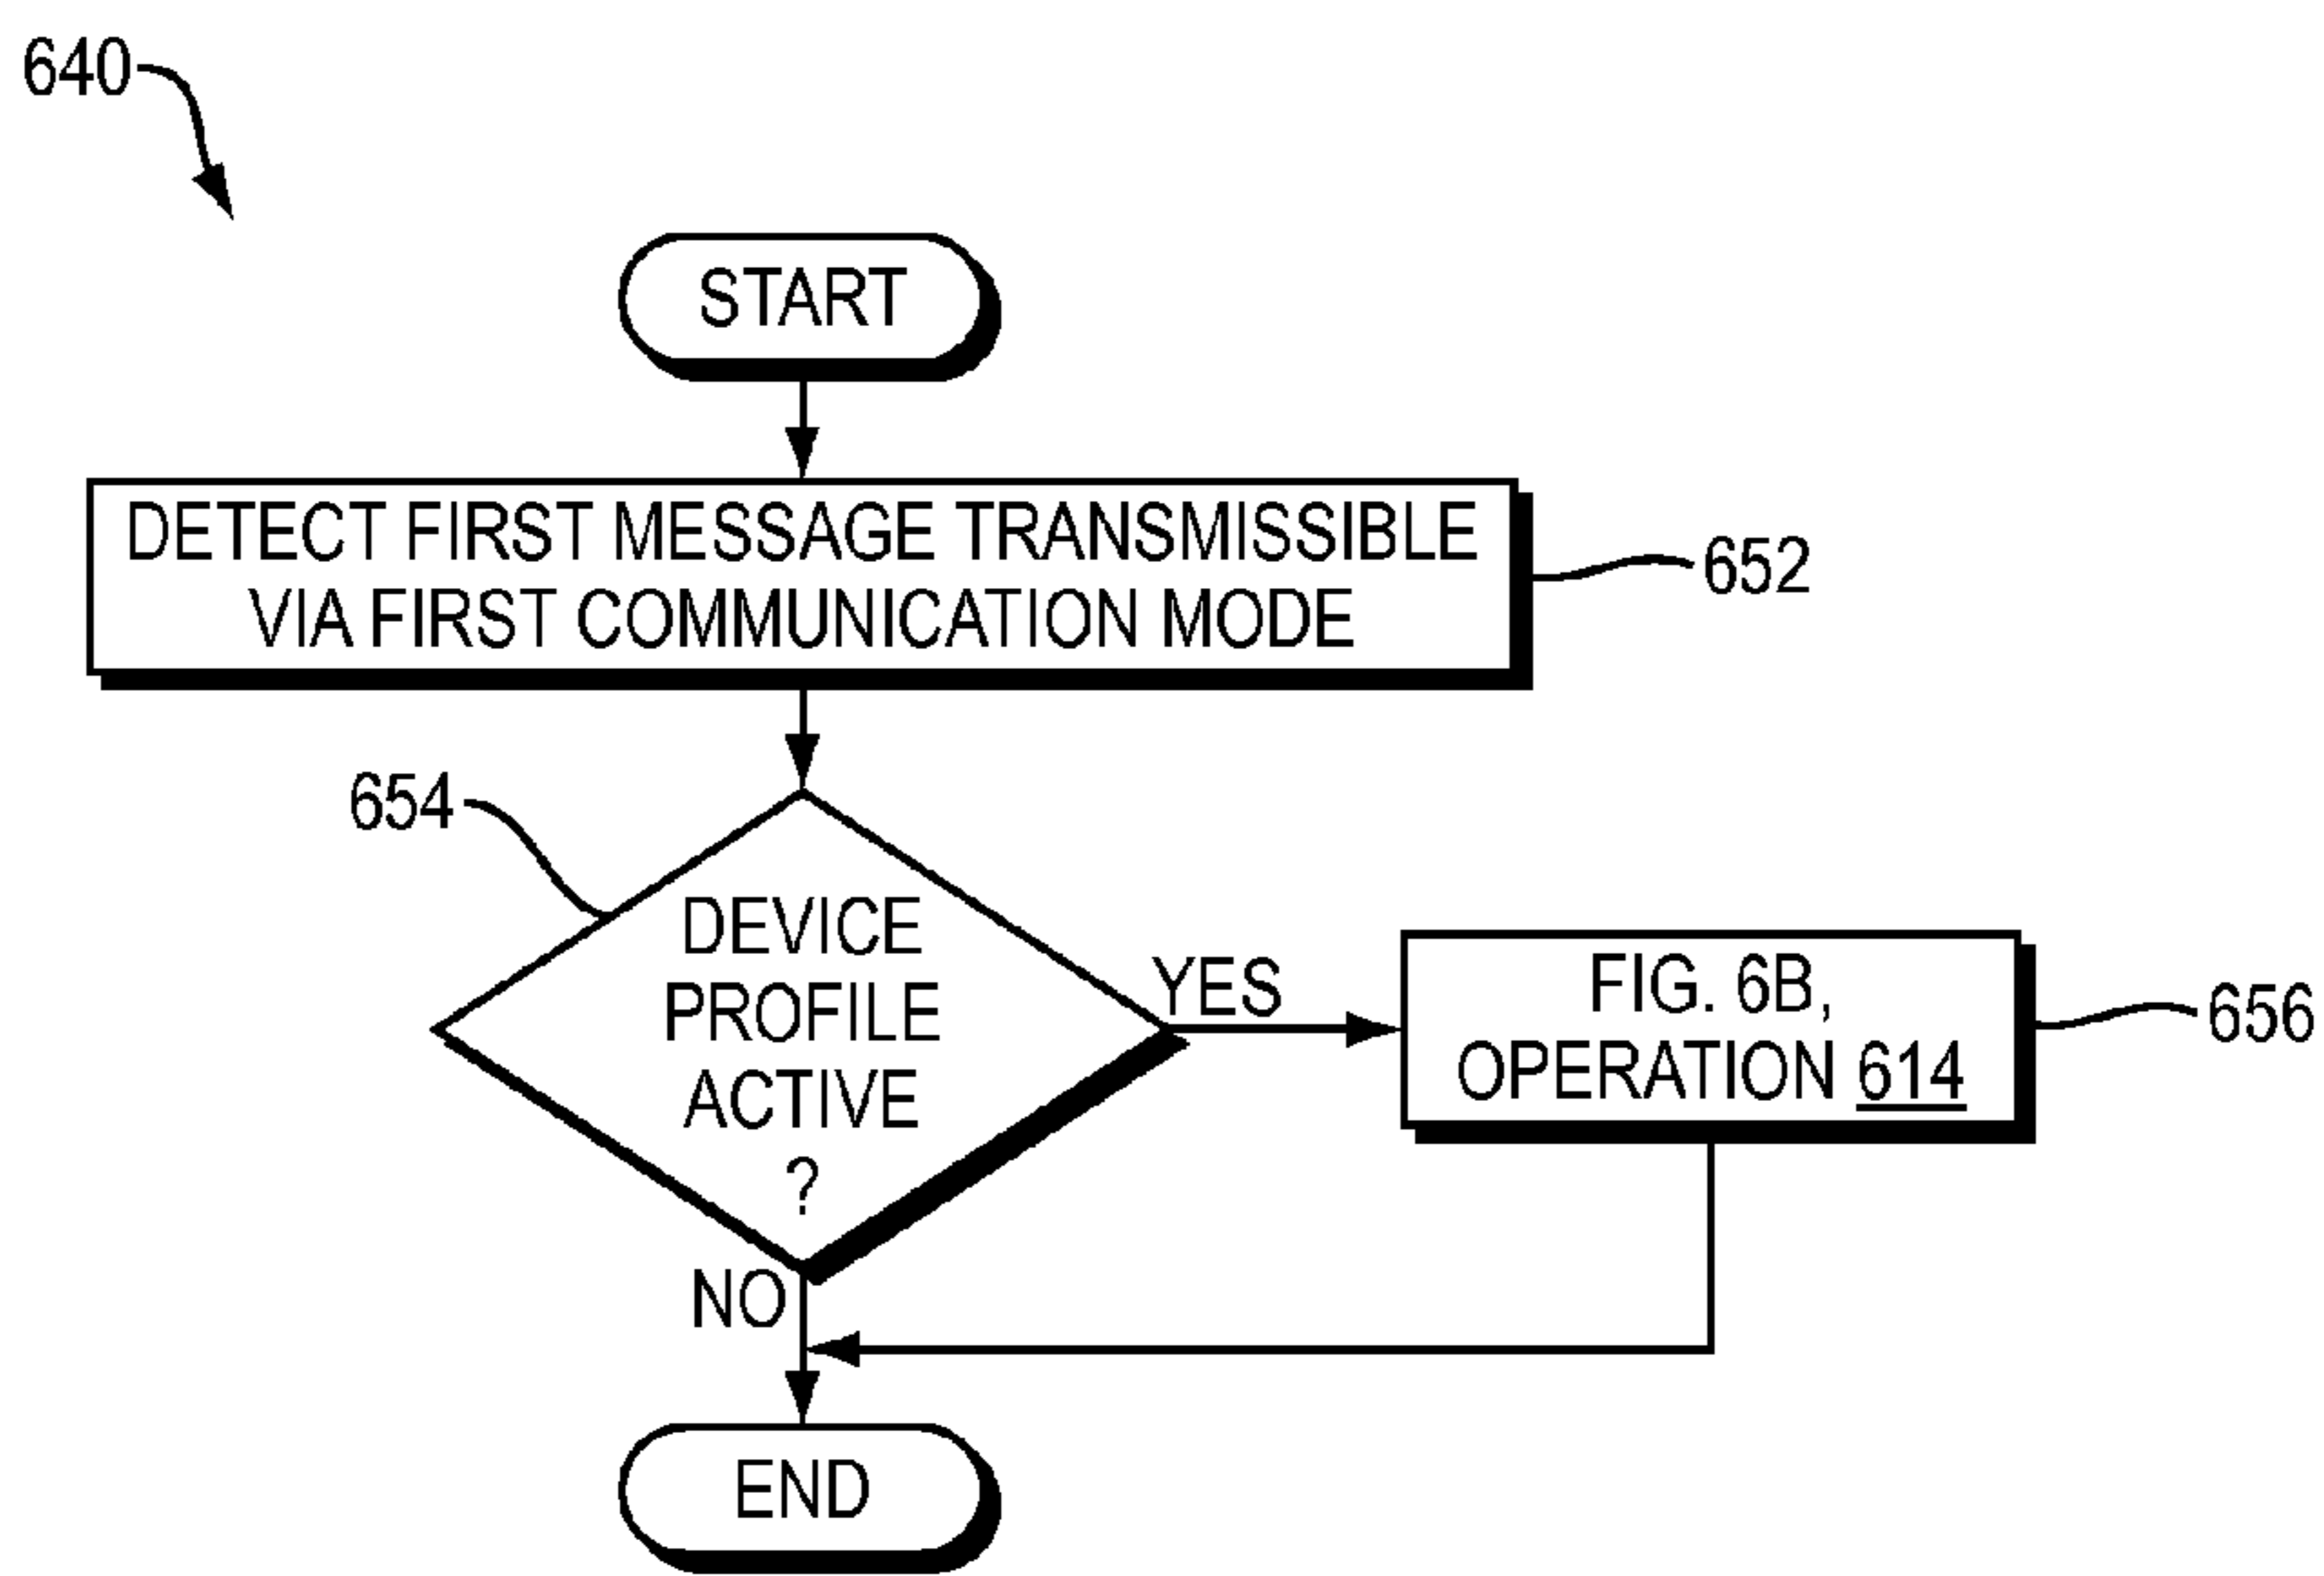 640
START
DETECT FIRST MESSAGE TRANSMISSIBLE
VIA FIRST COMMUNICATION MODE
652
654
DEVICE
PROFILE
ACTIVE
?
YES
FIG. 6B,
OPERATION 614
656
NO
END